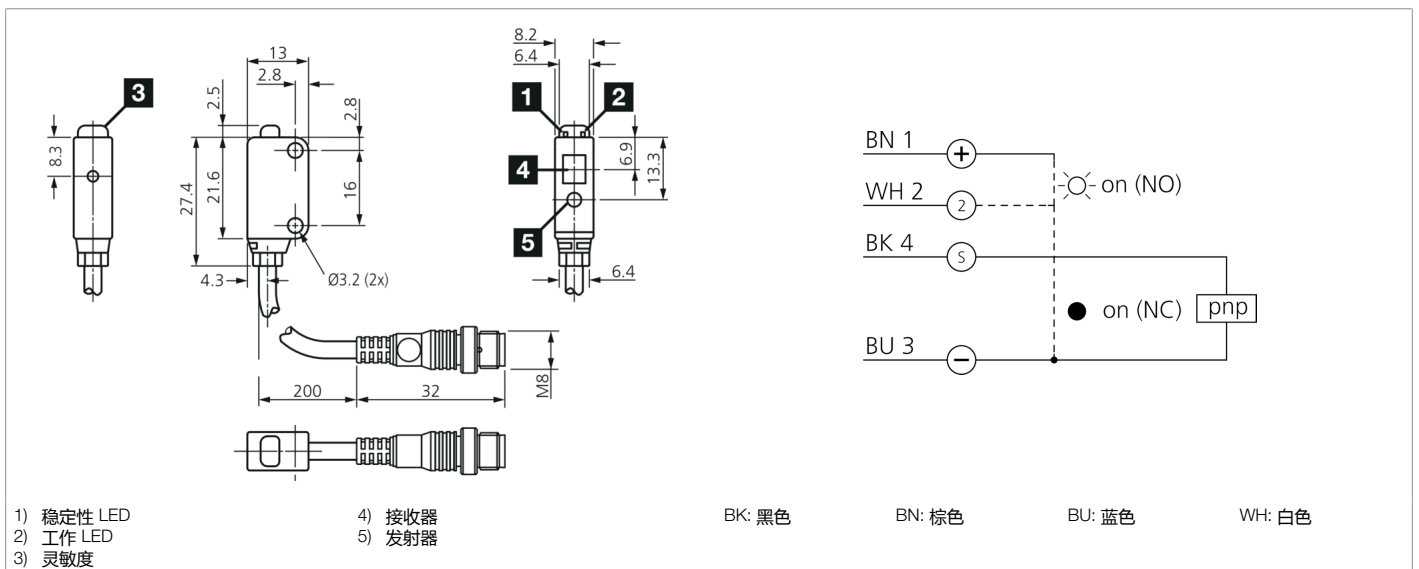 3
8.3
13
2.8
2.5
2.8
27.4
21.6
16
4.3
Ø3.2 (2x)
200
32
M8
8.2
6.4
1
2
4
5
6.9
13.3
6.4
BN 1
+
WH 2
2
on (NO)
BK 4
S
on (NC)
pnp
BU 3
−
1) 稳定性 LED
2) 工作 LED
3) 灵敏度
4) 接收器
5) 发射器
BK: 黑色
BN: 棕色
BU: 蓝色
WH: 白色